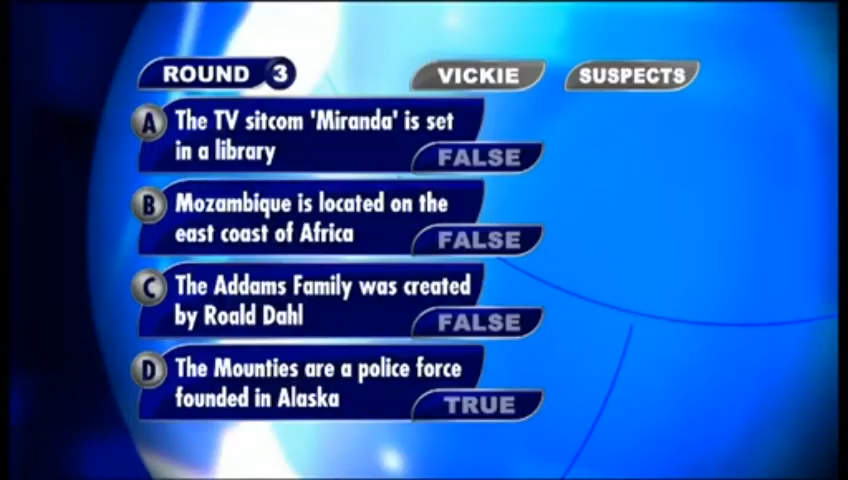 ROUND 3
VICKIE
SUSPECTS
A
The TV sitcom 'Miranda' is set
in a library
FALSE
B
Mozambique is located on the
east coast of Africa
FALSE
C
The Addams Family was created
by Roald Dahl
FALSE
D
The Mounties are a police force
founded in Alaska
TRUE